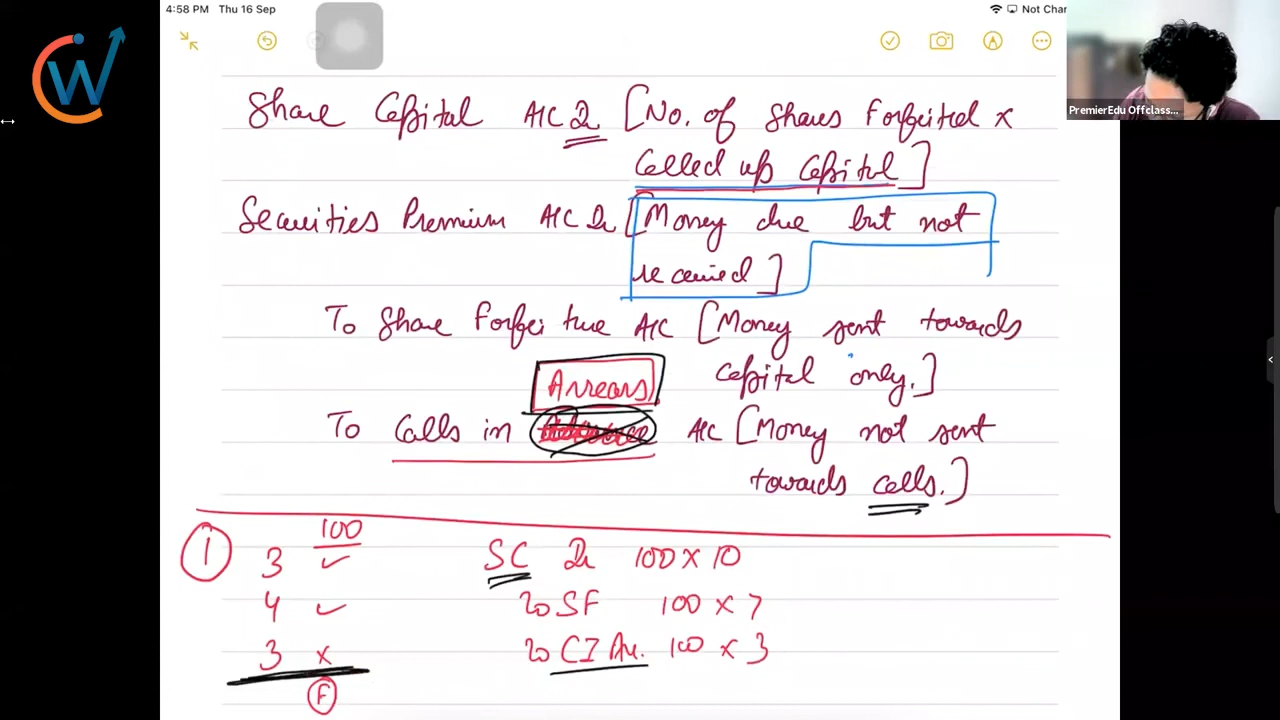 4:58 PM Thu 16 Sep
Not Char
CW
PremierEdu Offclass...
Share Capital A/C Dr [No. of Shares Forfeited x
Called up Capital]
Securities Premium A/C Dr [Money due but not
received]
To Share Forfeiture A/C [Money sent towards
Capital only.]
Arrears
To Calls in A/C [Money not sent
towards calls.]
1
100
3 ✓ SC Dr 100 x 10
4 ✓ To SF 100 x 7
3 x To CI Arr. 100 x 3
F